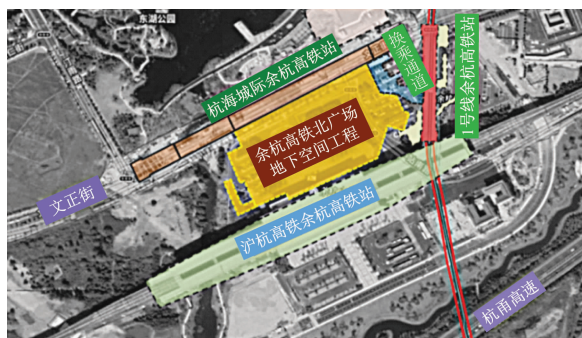 东湖公园
杭海城际余杭高铁站
换乘通道
1号线余杭高铁站
余杭高铁北广场
地下空间工程
文正街
沪杭高铁余杭高铁站
杭甬高速